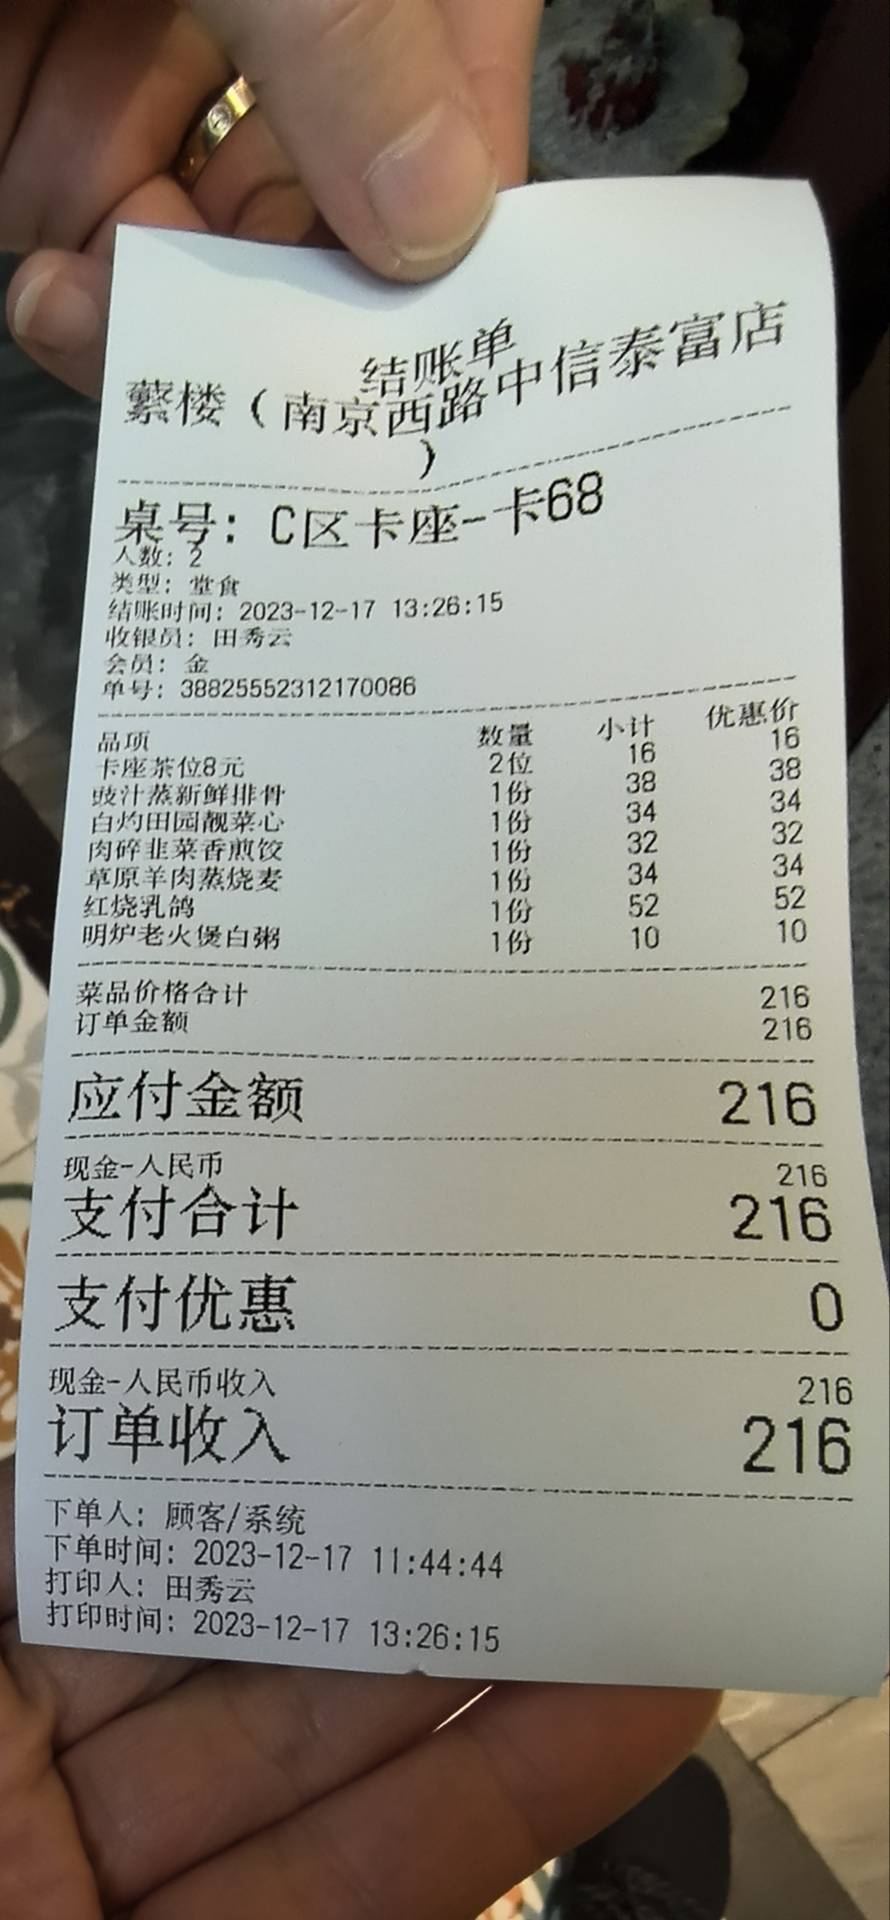 结账单
蘩楼（南京西路中信泰富店
）
桌号: C区卡座-卡68
人数: 2
类型: 堂食
结账时间: 2023-12-17 13:26:15
收银员: 田秀云
会员: 金
单号: 38825552312170086
品项 数量 小计 优惠价
卡座茶位8元 2位 16 16
豉汁蒸新鲜排骨 1份 38 38
白灼田园靓菜心 1份 34 34
肉碎韭菜香煎饺 1份 32 32
草原羊肉蒸烧麦 1份 34 34
红烧乳鸽 1份 52 52
明炉老火煲白粥 1份 10 10
菜品价格合计 216
订单金额 216
应付金额 216
现金-人民币 216
支付合计 216
支付优惠 0
现金-人民币收入 216
订单收入 216
下单人: 顾客/系统
下单时间: 2023-12-17 11:44:44
打印人: 田秀云
打印时间: 2023-12-17 13:26:15